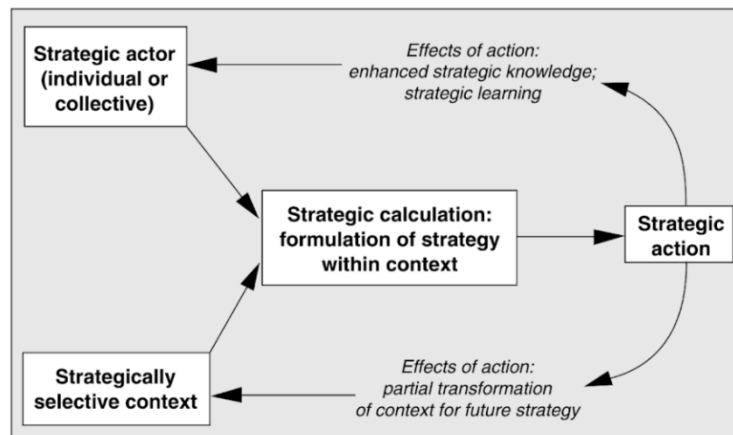 Strategic actor
(individual or
collective)
Effects of action:
enhanced strategic knowledge;
strategic learning
Strategic calculation:
formulation of strategy
within context
Strategic
action
Strategically
selective context
Effects of action:
partial transformation
of context for future strategy